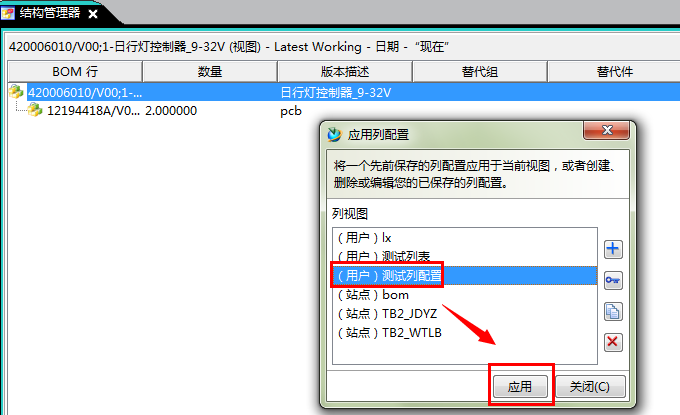 结构管理器
420006010/V00;1-日行灯控制器_9-32V (视图) - Latest Working - 日期 - “现在”
BOM 行 数量 版本描述 替代组 替代件
420006010/V00;1-... 日行灯控制器_9-32V
12194418A/V0... 2.000000 pcb
应用列配置
将一个先前保存的列配置应用于当前视图，或者创建、
删除或编辑您的已保存的列配置。
列视图
（用户）lx
（用户）测试列表
（用户）测试列配置
（站点）bom
（站点）TB2_JDYZ
（站点）TB2_WTLB
应用 关闭(C)